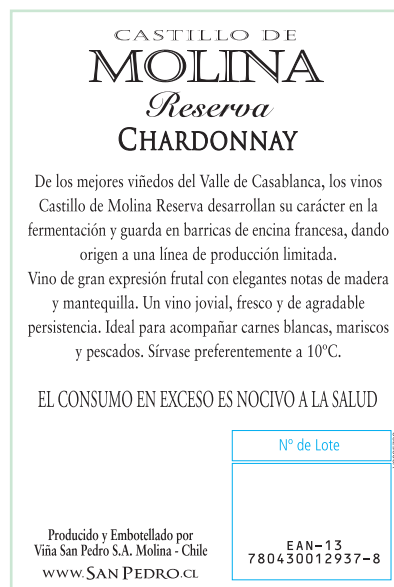 CASTILLO DE
MOLINA
Reserva
CHARDONNAY
De los mejores viñedos del Valle de Casablanca, los vinos
Castillo de Molina Reserva desarrollan su carácter en la
fermentación y guarda en barricas de encina francesa, dando
origen a una línea de producción limitada.
Vino de gran expresión frutal con elegantes notas de madera
y mantequilla. Un vino jovial, fresco y de agradable
persistencia. Ideal para acompañar carnes blancas, mariscos
y pescados. Sírvase preferentemente a 10ºC.
EL CONSUMO EN EXCESO ES NOCIVO A LA SALUD
Nº de Lote
Producido y Embotellado por
Viña San Pedro S.A. Molina - Chile
WWW.SAN PEDRO.CL
EAN-13
780430012937-8